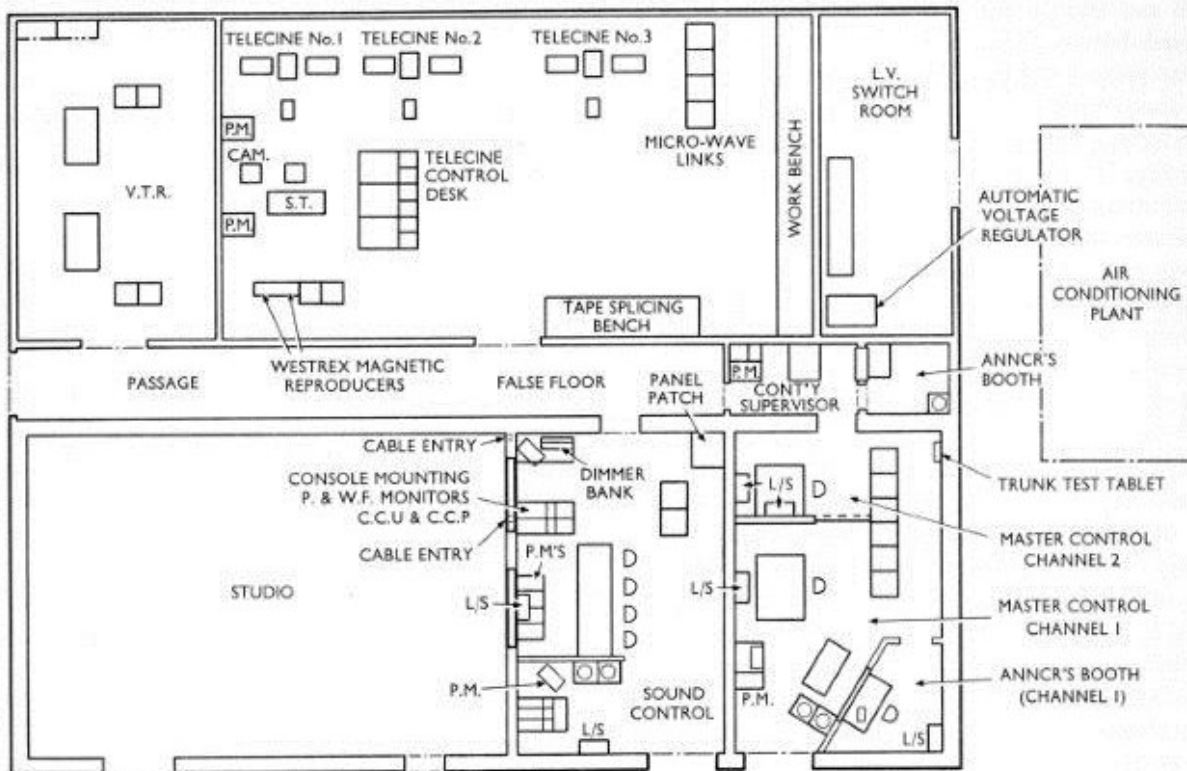 TELECINE No.1
TELECINE No.2
TELECINE No.3
P.M.
CAM.
S.T.
P.M.
V.T.R.
TELECINE
CONTROL
DESK
MICRO-WAVE
LINKS
WORK BENCH
L.V.
SWITCH
ROOM
AUTOMATIC
VOLTAGE
REGULATOR
AIR
CONDITIONING
PLANT
TAPE SPLICING
BENCH
WESTREX MAGNETIC
REPRODUCERS
PASSAGE
FALSE FLOOR
PANEL
PATCH
P.M.
CONT'Y
SUPERVISOR
ANNCR'S
BOOTH
CABLE ENTRY
DIMMER
BANK
CONSOLE MOUNTING
P. & W.F. MONITORS
C.C.U & C.C.P
CABLE ENTRY
P.M'S
L/S
STUDIO
P.M.
SOUND
CONTROL
L/S
L/S
L/S
P.M.
L/S
TRUNK TEST TABLET
MASTER CONTROL
CHANNEL 2
MASTER CONTROL
CHANNEL 1
ANNCR'S BOOTH
(CHANNEL 1)